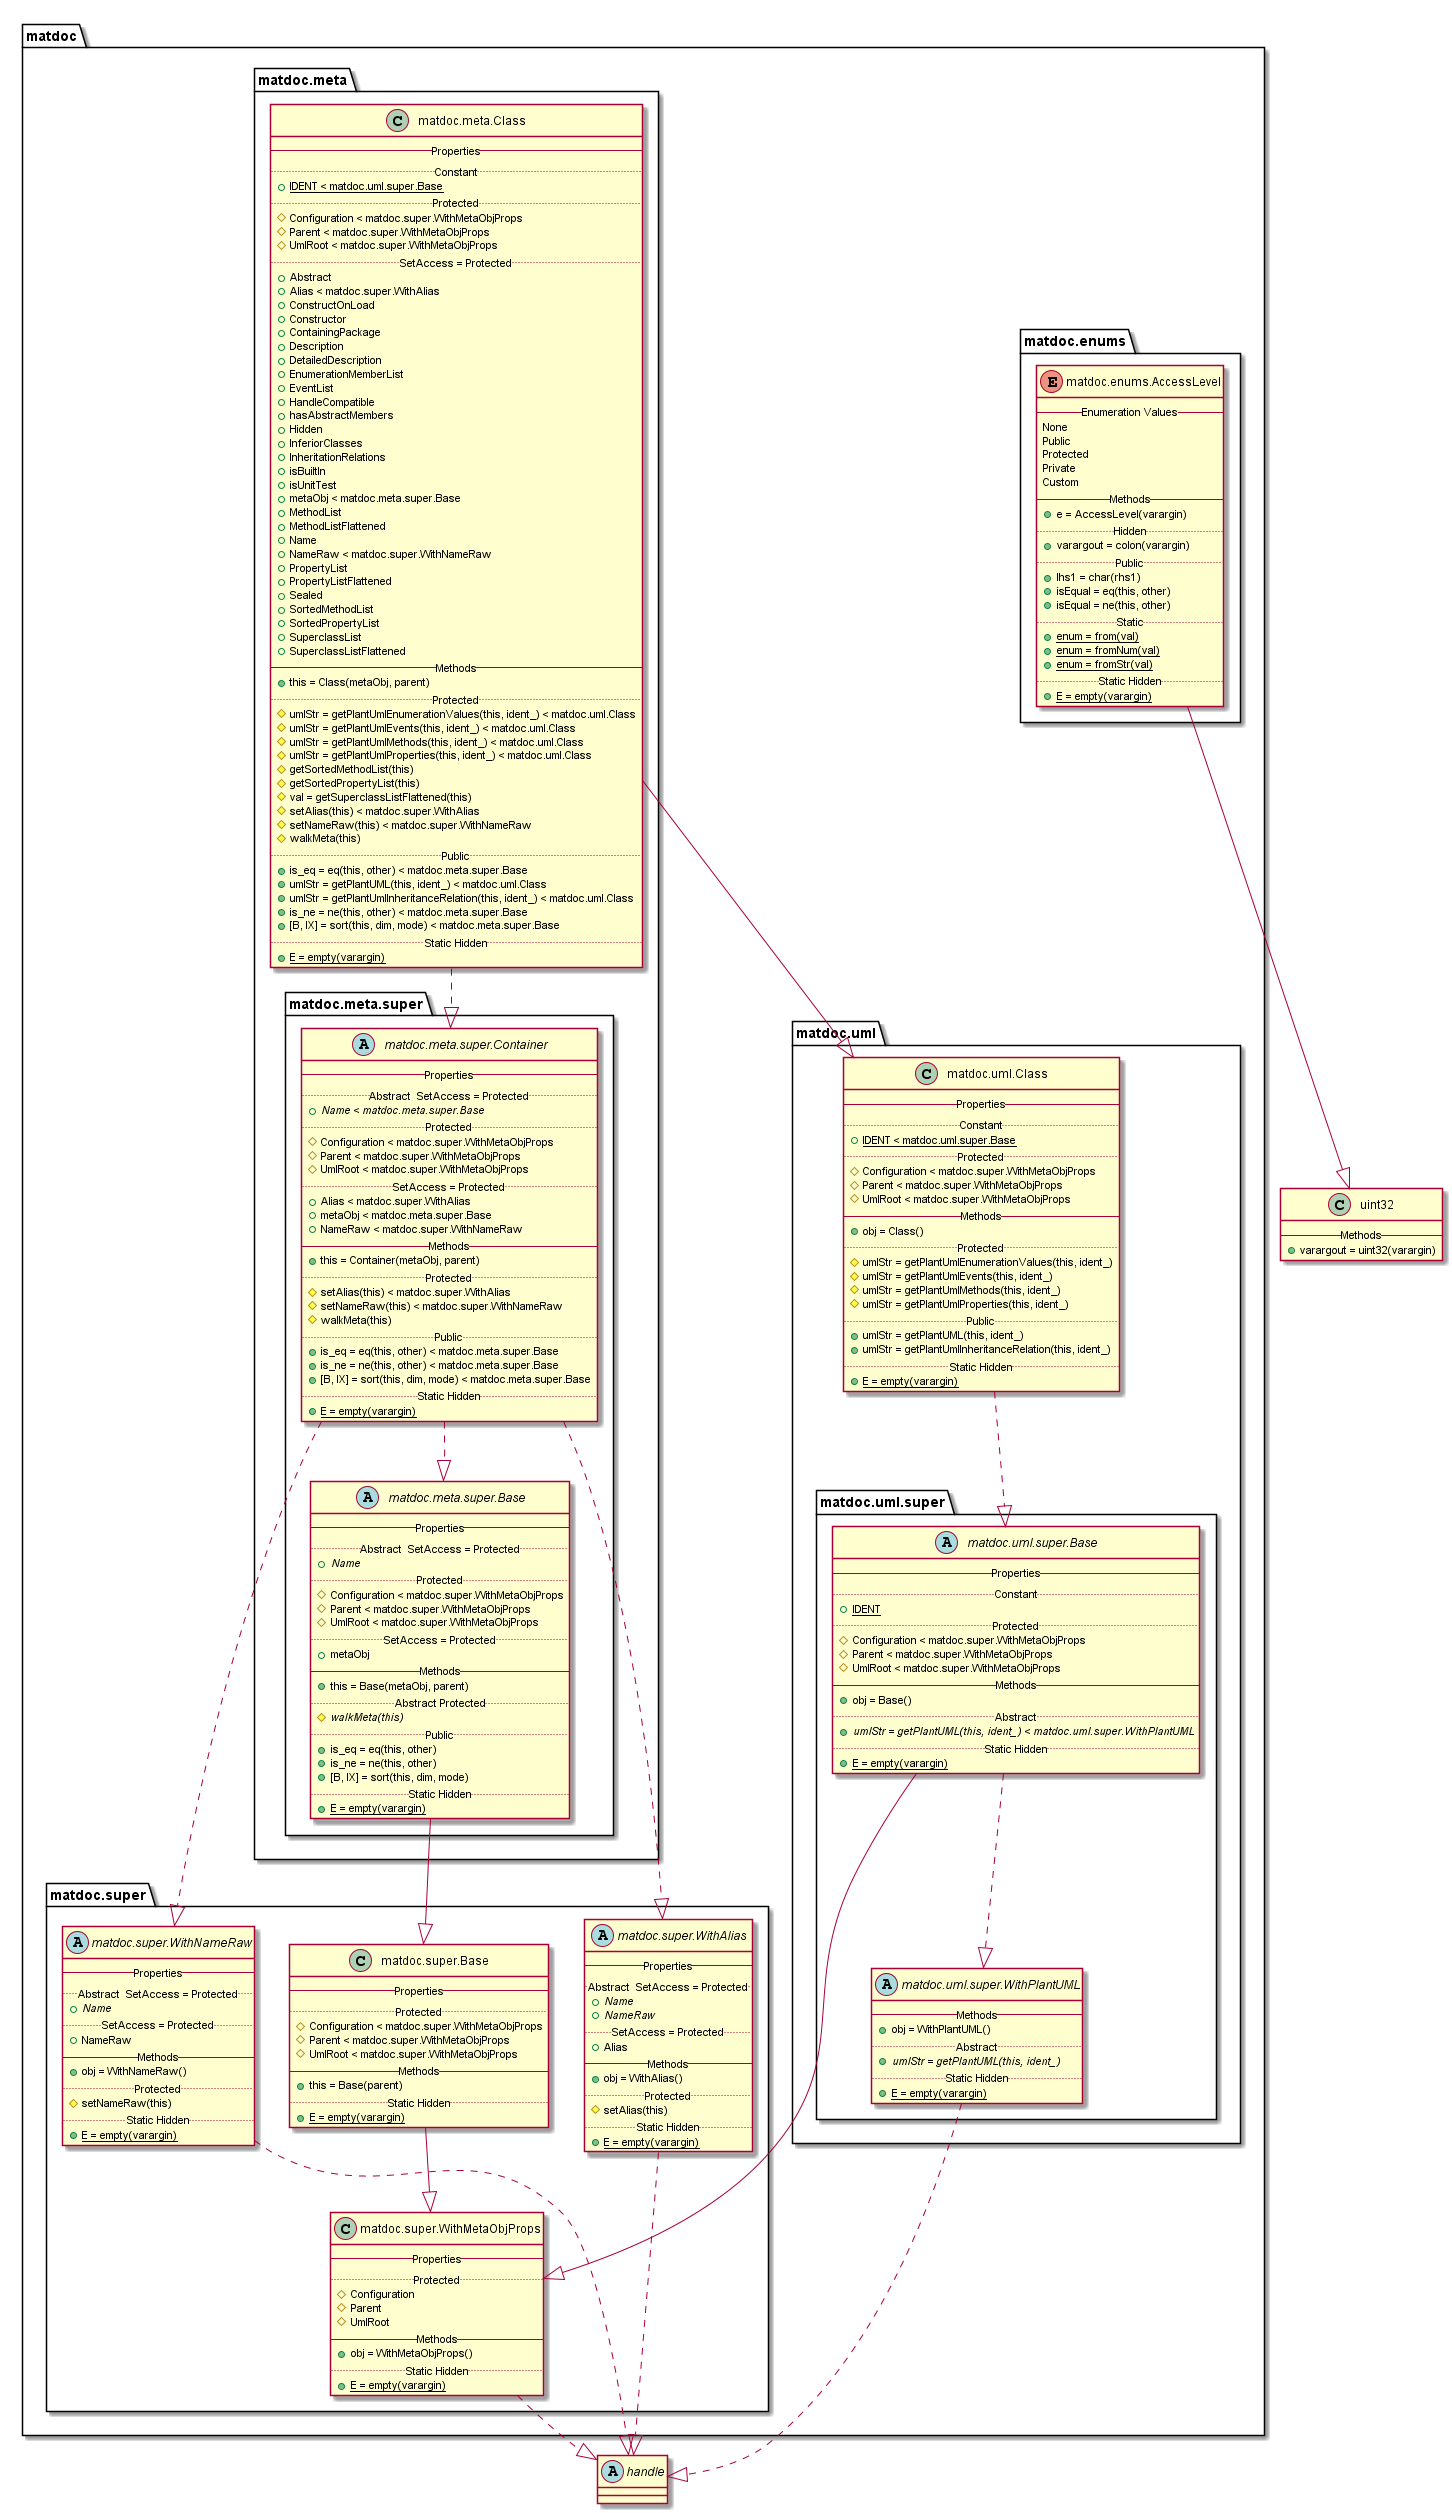 matdoc
matdoc.meta
matdoc.meta.Class
Properties
Constant
IDENT < matdoc.uml.super.Base
Protected
Configuration < matdoc.super.WithMetaObjProps
Parent < matdoc.super.WithMetaObjProps
UmlRoot < matdoc.super.WithMetaObjProps
SetAccess = Protected
Abstract
Alias < matdoc.super.WithAlias
ConstructOnLoad
Constructor
ContainingPackage
Description
DetailedDescription
EnumerationMemberList
EventList
HandleCompatible
hasAbstractMembers
Hidden
InferiorClasses
InheritationRelations
isBuiltIn
isUnitTest
metaObj < matdoc.meta.super.Base
MethodList
MethodListFlattened
Name
NameRaw < matdoc.super.WithNameRaw
PropertyList
PropertyListFlattened
Sealed
SortedMethodList
SortedPropertyList
SuperclassList
SuperclassListFlattened
Methods
this = Class(metaObj, parent)
Protected
umlStr = getPlantUmlEnumerationValues(this, ident_) < matdoc.uml.Class
umlStr = getPlantUmlEvents(this, ident_) < matdoc.uml.Class
umlStr = getPlantUmlMethods(this, ident_) < matdoc.uml.Class
umlStr = getPlantUmlProperties(this, ident_) < matdoc.uml.Class
getSortedMethodList(this)
getSortedPropertyList(this)
val = getSuperclassListFlattened(this)
setAlias(this) < matdoc.super.WithAlias
setNameRaw(this) < matdoc.super.WithNameRaw
walkMeta(this)
Public
is_eq = eq(this, other) < matdoc.meta.super.Base
umlStr = getPlantUML(this, ident_) < matdoc.uml.Class
umlStr = getPlantUmlInheritanceRelation(this, ident_) < matdoc.uml.Class
is_ne = ne(this, other) < matdoc.meta.super.Base
[B, IX] = sort(this, dim, mode) < matdoc.meta.super.Base
Static Hidden
E = empty(varargin)
matdoc.enums
matdoc.enums.AccessLevel
Enumeration Values
None
Public
Protected
Private
Custom
Methods
e = AccessLevel(varargin)
Hidden
varargout = colon(varargin)
Public
lhs1 = char(rhs1)
isEqual = eq(this, other)
isEqual = ne(this, other)
Static
enum = from(val)
enum = fromNum(val)
enum = fromStr(val)
Static Hidden
E = empty(varargin)
matdoc.meta.super
matdoc.meta.super.Container
Properties
Abstract SetAccess = Protected
Name < matdoc.meta.super.Base
Protected
Configuration < matdoc.super.WithMetaObjProps
Parent < matdoc.super.WithMetaObjProps
UmlRoot < matdoc.super.WithMetaObjProps
SetAccess = Protected
Alias < matdoc.super.WithAlias
metaObj < matdoc.meta.super.Base
NameRaw < matdoc.super.WithNameRaw
Methods
this = Container(metaObj, parent)
Protected
setAlias(this) < matdoc.super.WithAlias
setNameRaw(this) < matdoc.super.WithNameRaw
walkMeta(this)
Public
is_eq = eq(this, other) < matdoc.meta.super.Base
is_ne = ne(this, other) < matdoc.meta.super.Base
[B, IX] = sort(this, dim, mode) < matdoc.meta.super.Base
Static Hidden
E = empty(varargin)
matdoc.uml
matdoc.uml.Class
Properties
Constant
IDENT < matdoc.uml.super.Base
Protected
Configuration < matdoc.super.WithMetaObjProps
Parent < matdoc.super.WithMetaObjProps
UmlRoot < matdoc.super.WithMetaObjProps
Methods
obj = Class()
Protected
umlStr = getPlantUmlEnumerationValues(this, ident_)
umlStr = getPlantUmlEvents(this, ident_)
umlStr = getPlantUmlMethods(this, ident_)
umlStr = getPlantUmlProperties(this, ident_)
Public
umlStr = getPlantUML(this, ident_)
umlStr = getPlantUmlInheritanceRelation(this, ident_)
Static Hidden
E = empty(varargin)
uint32
Methods
varargout = uint32(varargin)
matdoc.meta.super.Base
Properties
Abstract SetAccess = Protected
Name
Protected
Configuration < matdoc.super.WithMetaObjProps
Parent < matdoc.super.WithMetaObjProps
UmlRoot < matdoc.super.WithMetaObjProps
SetAccess = Protected
metaObj
Methods
this = Base(metaObj, parent)
Abstract Protected
walkMeta(this)
Public
is_eq = eq(this, other)
is_ne = ne(this, other)
[B, IX] = sort(this, dim, mode)
Static Hidden
E = empty(varargin)
matdoc.uml.super
matdoc.uml.super.Base
Properties
Constant
IDENT
Protected
Configuration < matdoc.super.WithMetaObjProps
Parent < matdoc.super.WithMetaObjProps
UmlRoot < matdoc.super.WithMetaObjProps
Methods
obj = Base()
Abstract
umlStr = getPlantUML(this, ident_) < matdoc.uml.super.WithPlantUML
Static Hidden
E = empty(varargin)
matdoc.super
matdoc.super.WithNameRaw
Properties
Abstract SetAccess = Protected
Name
SetAccess = Protected
NameRaw
Methods
obj = WithNameRaw()
Protected
setNameRaw(this)
Static Hidden
E = empty(varargin)
matdoc.super.Base
Properties
Protected
Configuration < matdoc.super.WithMetaObjProps
Parent < matdoc.super.WithMetaObjProps
UmlRoot < matdoc.super.WithMetaObjProps
Methods
this = Base(parent)
Static Hidden
E = empty(varargin)
matdoc.super.WithAlias
Properties
Abstract SetAccess = Protected
Name
NameRaw
SetAccess = Protected
Alias
Methods
obj = WithAlias()
Protected
setAlias(this)
Static Hidden
E = empty(varargin)
matdoc.uml.super.WithPlantUML
Methods
obj = WithPlantUML()
Abstract
umlStr = getPlantUML(this, ident_)
Static Hidden
E = empty(varargin)
matdoc.super.WithMetaObjProps
Properties
Protected
Configuration
Parent
UmlRoot
Methods
obj = WithMetaObjProps()
Static Hidden
E = empty(varargin)
handle